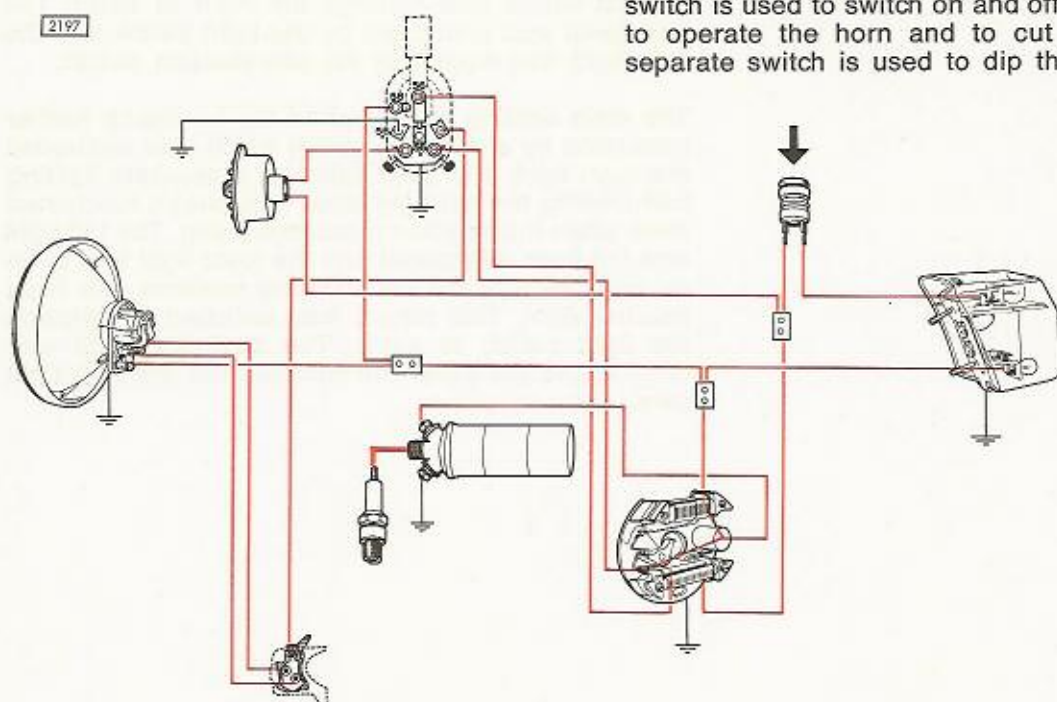 2197
switch is used to switch on and off
to operate the horn and to cut
separate switch is used to dip th